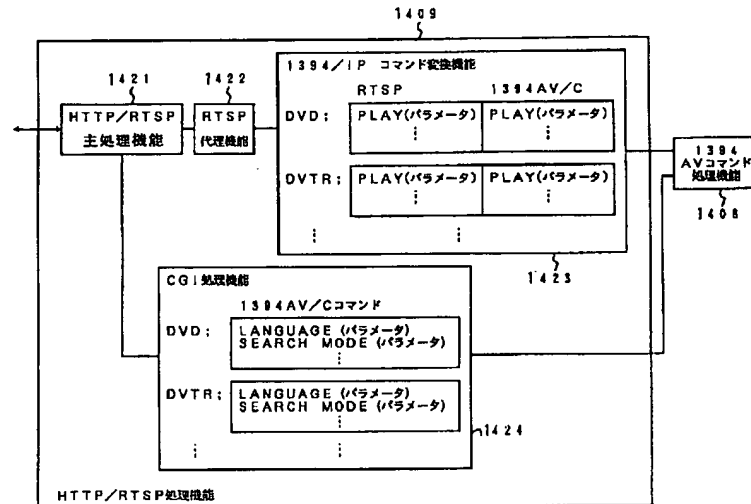 1409
1421
1422
HTTP/RTSP
主処理機能
RTSP
代理機能
1394/IP コマンド変換機能
RTSP 1394AV/C
DVD; PLAY(パラメータ) PLAY(パラメータ)
⋮ ⋮
DVTR; PLAY(パラメータ) PLAY(パラメータ)
⋮ ⋮
⋮ ⋮
1423
1394
AVコマンド
処理機能
1408
CGI処理機能
1394AV/Cコマンド
DVD; LANGUAGE (パラメータ)
SEARCH MODE (パラメータ)
⋮
DVTR; LANGUAGE (パラメータ)
SEARCH MODE (パラメータ)
⋮
⋮ ⋮
1424
HTTP/RTSP処理機能